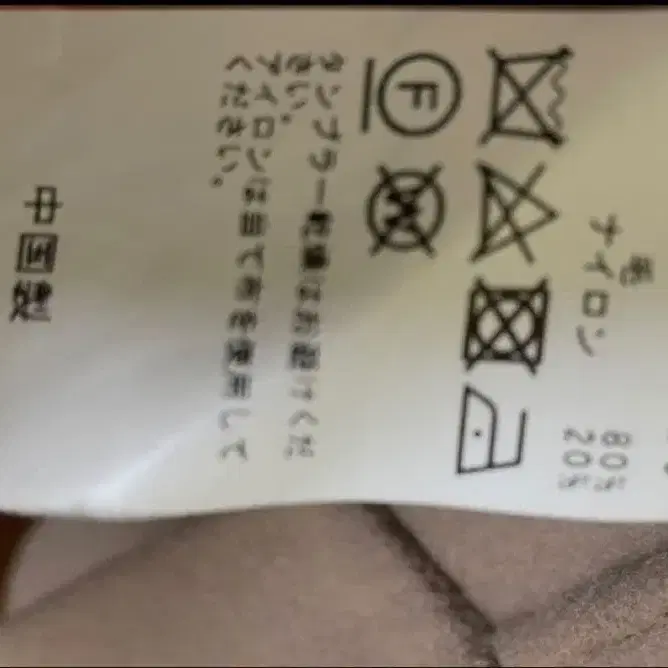 毛 80%
ナイロン 20%
F
W
タンブラー乾燥はお避けくだ
さい。
アイロンは当て布を使用して
ください。
中国製